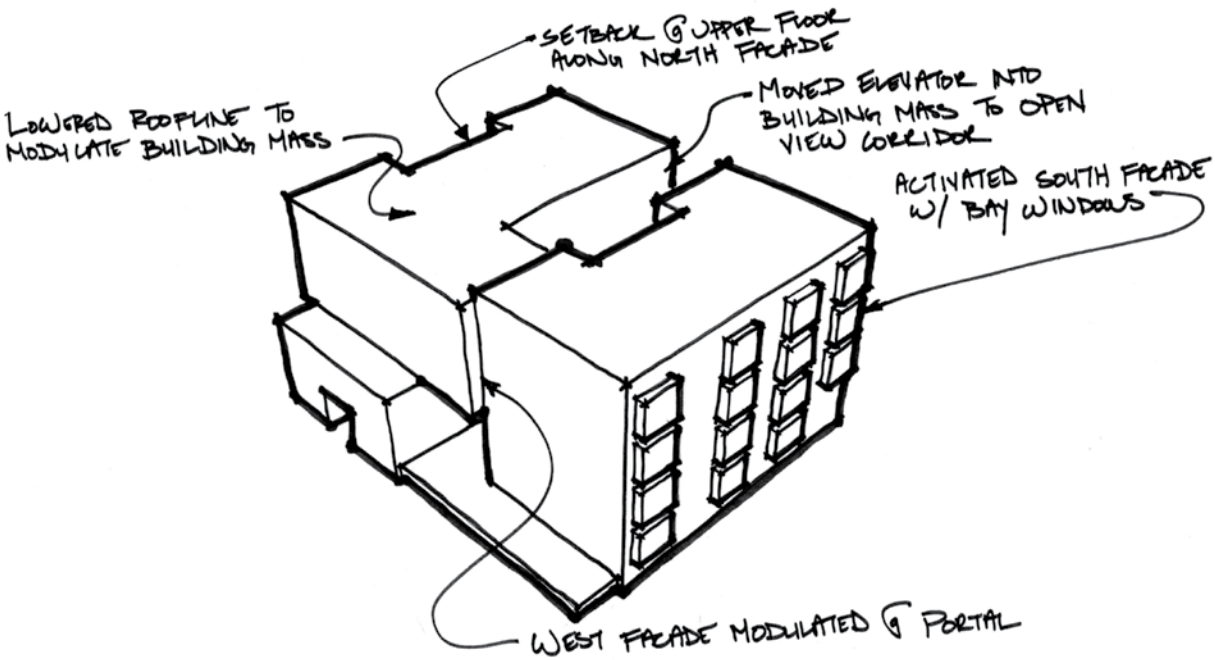 SETBACK @ UPPER FLOOR
ALONG NORTH FACADE
MOVED ELEVATOR INTO
BUILDING MASS TO OPEN
VIEW CORRIDOR
LOWERED ROOFLINE TO
MODULATE BUILDING MASS
ACTIVATED SOUTH FACADE
W/ BAY WINDOWS
WEST FACADE MODULATED @ PORTAL